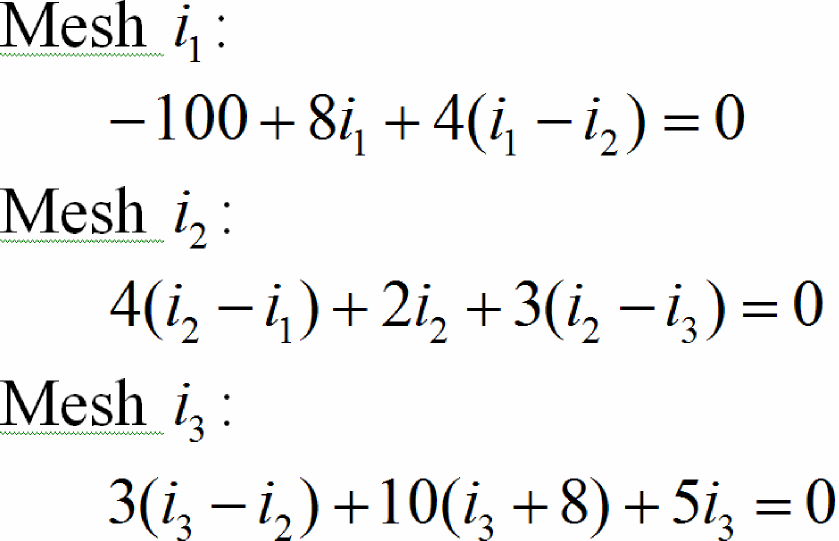 Mesh i₁:
−100 + 8i₁ + 4(i₁ − i₂) = 0
Mesh i₂:
4(i₂ − i₁) + 2i₂ + 3(i₂ − i₃) = 0
Mesh i₃:
3(i₃ − i₂) + 10(i₃ + 8) + 5i₃ = 0